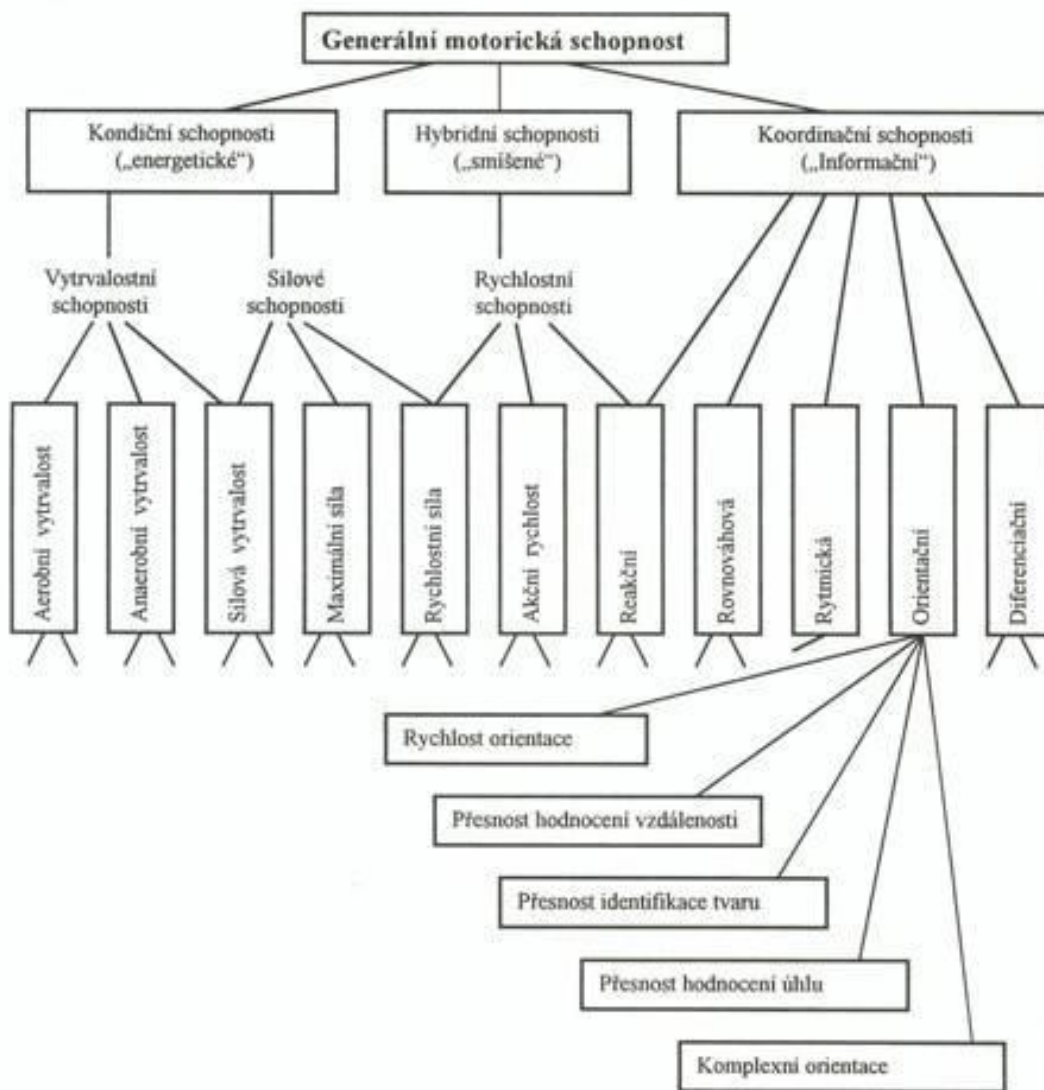 Generální motorická schopnost
Kondiční schopnosti
(„energetické“)
Hybridní schopnosti
(„smíšené“)
Koordinační schopnosti
(„Informační“)
Vytrvalostní
schopnosti
Silové
schopnosti
Rychlostní
schopnosti
Aerobní vytrvalost
Anaerobní vytrvalost
Silová vytrvalost
Maximální síla
Rychlostní síla
Akční rychlost
Reakční
Rovnováhová
Rytmická
Orientační
Diferenciační
Rychlost orientace
Přesnost hodnocení vzdálenosti
Přesnost identifikace tvaru
Přesnost hodnocení úhlu
Komplexní orientace